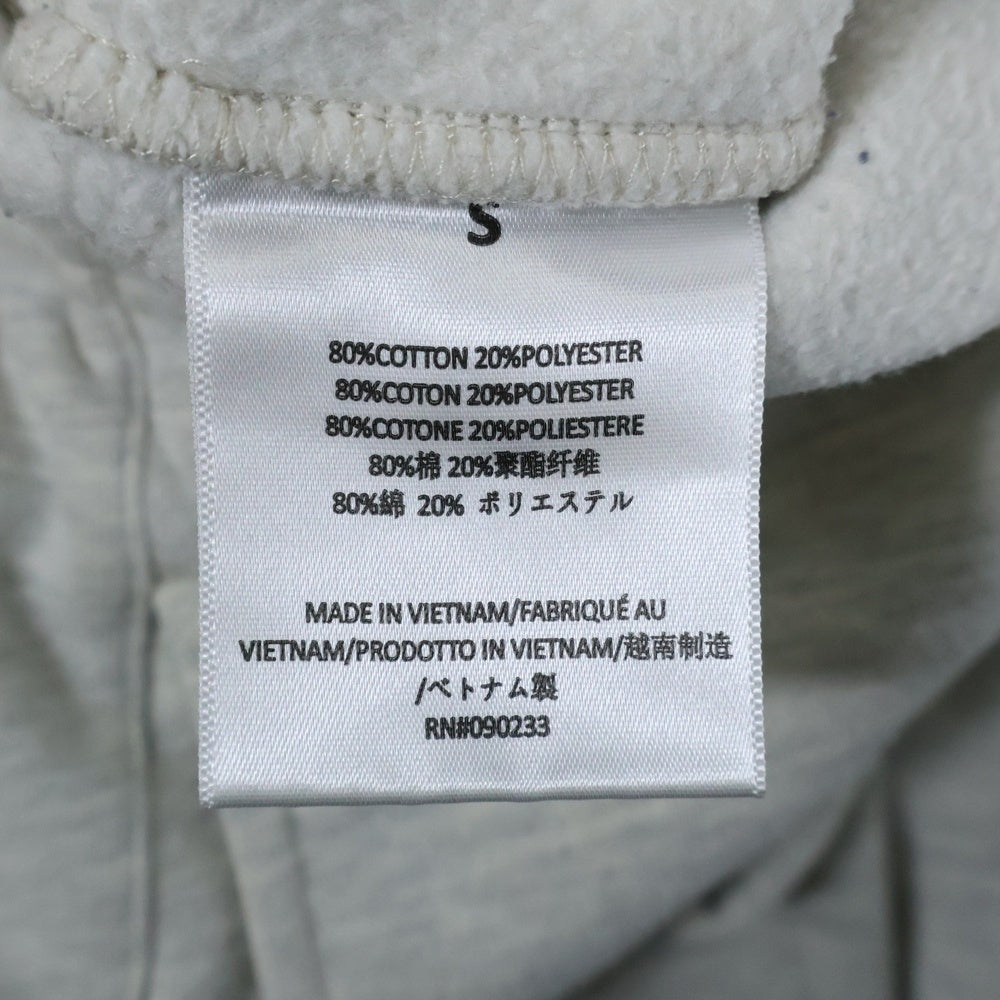 S
80%COTTON 20%POLYESTER
80%COTON 20%POLYESTER
80%COTONE 20%POLIESTERE
80%棉 20%聚酯纤维
80%綿 20% ポリエステル
MADE IN VIETNAM/FABRIQUÉ AU
VIETNAM/PRODOTTO IN VIETNAM/越南制造
/ベトナム製
RN#090233